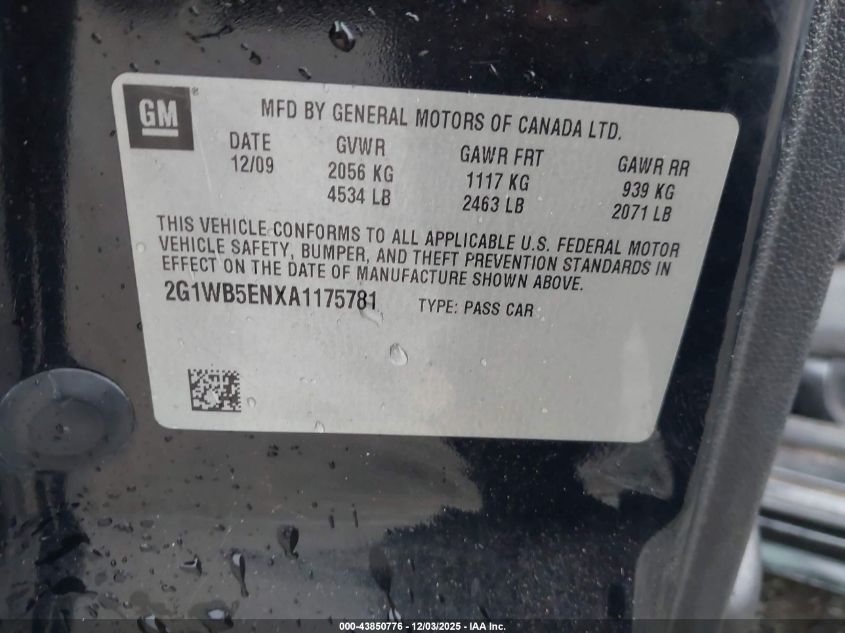 GM®
MFD BY GENERAL MOTORS OF CANADA LTD.
DATE GVWR GAWR FRT GAWR RR
12/09 2056 KG 1117 KG 939 KG
4534 LB 2463 LB 2071 LB
THIS VEHICLE CONFORMS TO ALL APPLICABLE U.S. FEDERAL MOTOR
VEHICLE SAFETY, BUMPER, AND THEFT PREVENTION STANDARDS IN
EFFECT ON THE DATE OF MANUFACTURE SHOWN ABOVE.
2G1WB5ENXA1175781 TYPE: PASS CAR
000-43850776 - 12/03/2025 - IAA Inc.